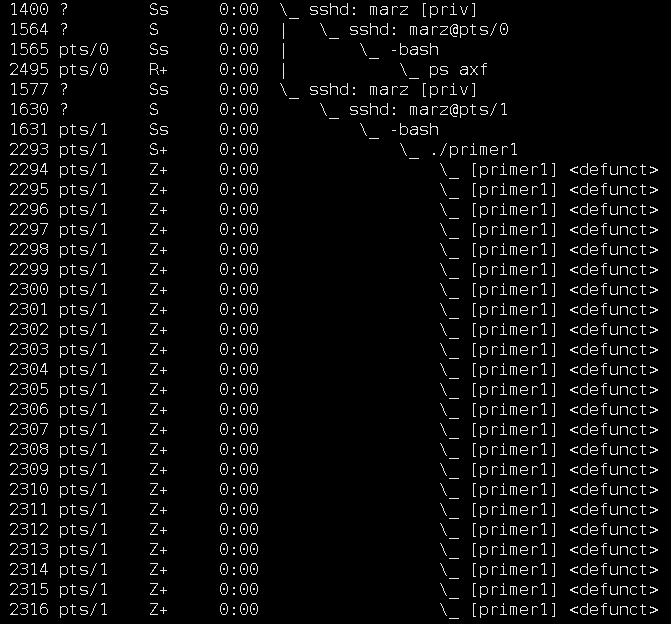 1400 ?        Ss     0:00  \_ sshd: marz [priv]
1564 ?        S      0:00  |   \_ sshd: marz@pts/0
1565 pts/0    Ss     0:00  |       \_ -bash
2495 pts/0    R+     0:00  |           \_ ps axf
1577 ?        Ss     0:00  \_ sshd: marz [priv]
1630 ?        S      0:00      \_ sshd: marz@pts/1
1631 pts/1    Ss     0:00          \_ -bash
2293 pts/1    S+     0:00              \_ ./primer1
2294 pts/1    Z+     0:00                  \_ [primer1] <defunct>
2295 pts/1    Z+     0:00                  \_ [primer1] <defunct>
2296 pts/1    Z+     0:00                  \_ [primer1] <defunct>
2297 pts/1    Z+     0:00                  \_ [primer1] <defunct>
2298 pts/1    Z+     0:00                  \_ [primer1] <defunct>
2299 pts/1    Z+     0:00                  \_ [primer1] <defunct>
2300 pts/1    Z+     0:00                  \_ [primer1] <defunct>
2301 pts/1    Z+     0:00                  \_ [primer1] <defunct>
2302 pts/1    Z+     0:00                  \_ [primer1] <defunct>
2303 pts/1    Z+     0:00                  \_ [primer1] <defunct>
2304 pts/1    Z+     0:00                  \_ [primer1] <defunct>
2305 pts/1    Z+     0:00                  \_ [primer1] <defunct>
2306 pts/1    Z+     0:00                  \_ [primer1] <defunct>
2307 pts/1    Z+     0:00                  \_ [primer1] <defunct>
2308 pts/1    Z+     0:00                  \_ [primer1] <defunct>
2309 pts/1    Z+     0:00                  \_ [primer1] <defunct>
2310 pts/1    Z+     0:00                  \_ [primer1] <defunct>
2311 pts/1    Z+     0:00                  \_ [primer1] <defunct>
2312 pts/1    Z+     0:00                  \_ [primer1] <defunct>
2313 pts/1    Z+     0:00                  \_ [primer1] <defunct>
2314 pts/1    Z+     0:00                  \_ [primer1] <defunct>
2315 pts/1    Z+     0:00                  \_ [primer1] <defunct>
2316 pts/1    Z+     0:00                  \_ [primer1] <defunct>